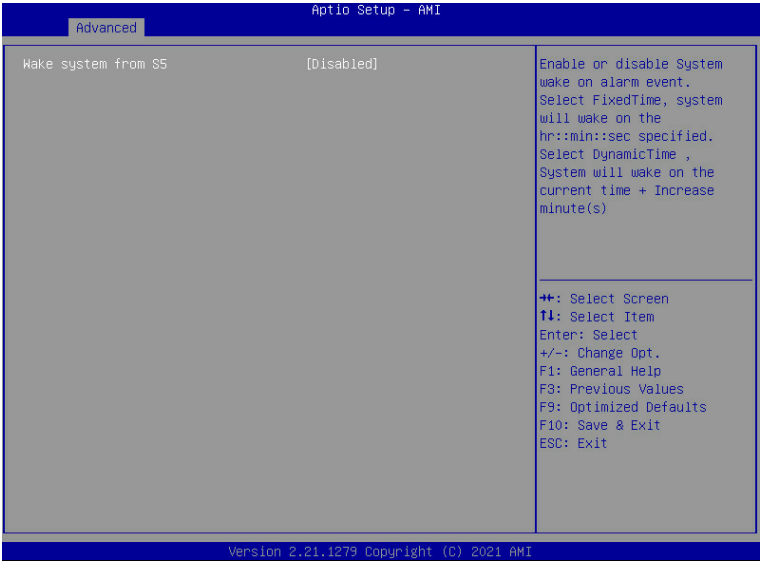 Aptio Setup – AMI
Advanced
Wake system from S5 [Disabled]
Enable or disable System
wake on alarm event.
Select FixedTime, system
will wake on the
hr::min::sec specified.
Select DynamicTime ,
System will wake on the
current time + Increase
minute(s)
→←: Select Screen
↑↓: Select Item
Enter: Select
+/-: Change Opt.
F1: General Help
F3: Previous Values
F9: Optimized Defaults
F10: Save & Exit
ESC: Exit
Version 2.21.1279 Copyright (C) 2021 AMI